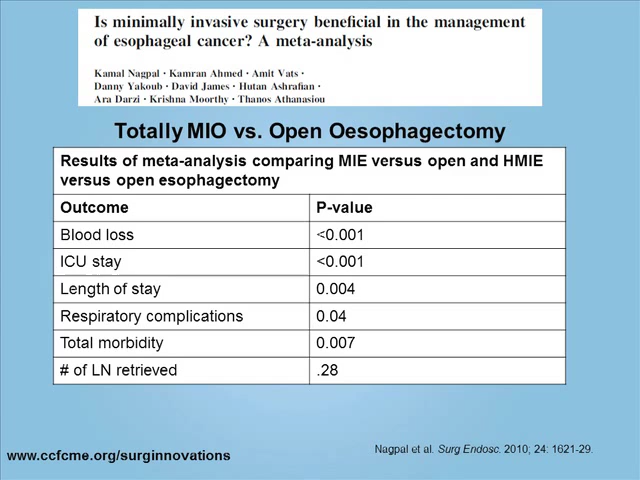 Is minimally invasive surgery beneficial in the management
of esophageal cancer? A meta-analysis
Kamal Nagpal · Kamran Ahmed · Amit Vats ·
Danny Yakoub · David James · Hutan Ashrafian ·
Ara Darzi · Krishna Moorthy · Thanos Athanasiou
Totally MIO vs. Open Oesophagectomy
Results of meta-analysis comparing MIE versus open and HMIE
versus open esophagectomy
Outcome P-value
Blood loss <0.001
ICU stay <0.001
Length of stay 0.004
Respiratory complications 0.04
Total morbidity 0.007
# of LN retrieved .28
Nagpal et al. Surg Endosc. 2010; 24: 1621-29.
www.ccfcme.org/surginnovations